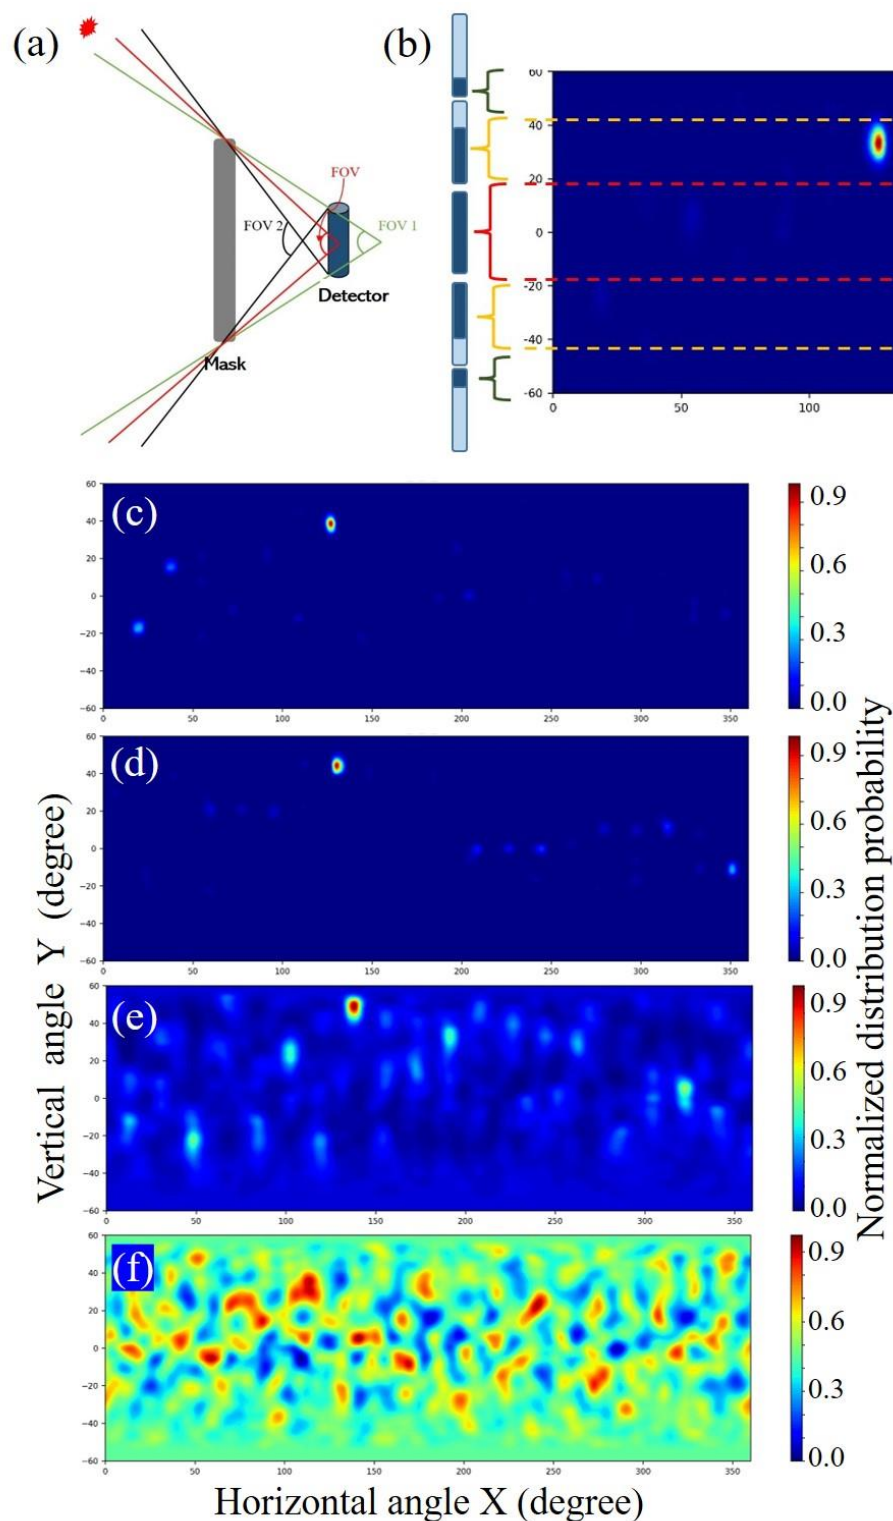 (a)
FOV
FOV 2
FOV 1
Detector
Mask
(b)
60
40
20
0
-20
-40
-60
0 50 100
(c)
60
40
20
0
−20
−40
−60
0 50 100 150 200 250 300 350
0.9
0.6
0.3
0.0
(d)
60
40
20
0
−20
−40
−60
0 50 100 150 200 250 300 350
0.9
0.6
0.3
0.0
(e)
60
40
20
0
−20
−40
−60
0 50 100 150 200 250 300 350
0.9
0.6
0.3
0.0
(f)
60
40
20
0
−20
−40
−60
0 50 100 150 200 250 300 350
0.9
0.6
0.3
0.0
Vertical angle Y (degree)
Normalized distribution probability
Horizontal angle X (degree)